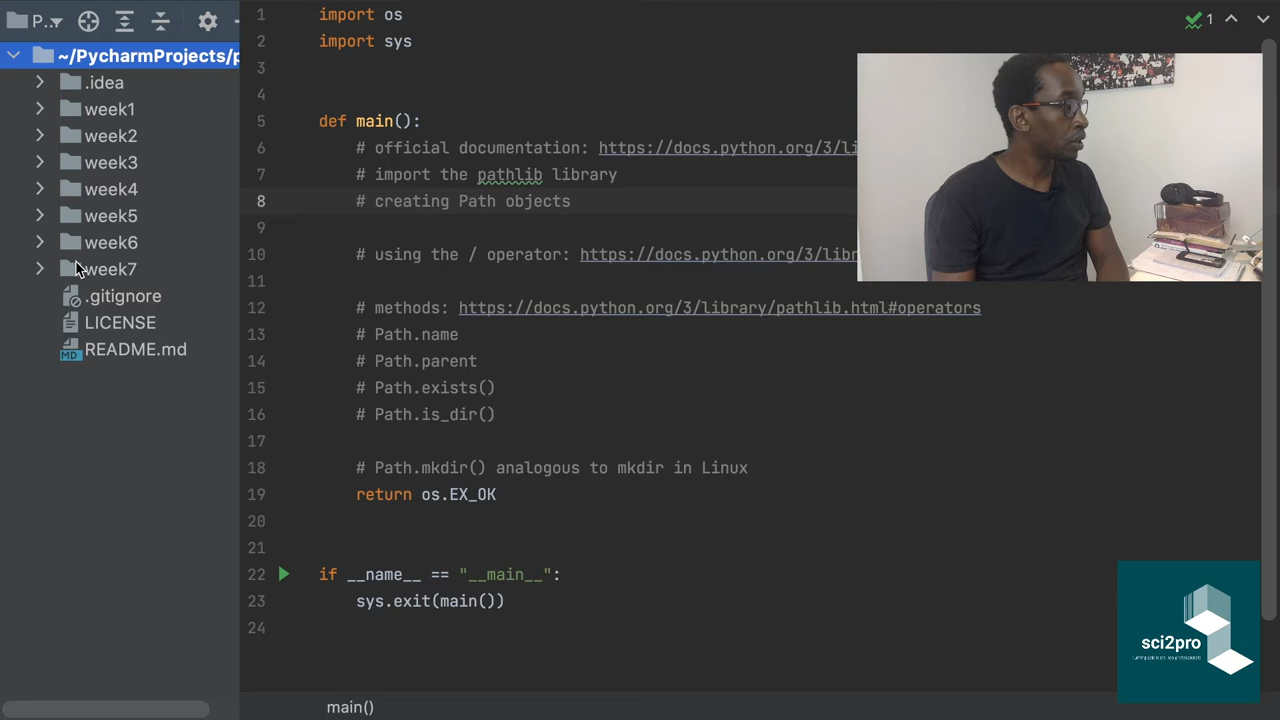 P...
~/PycharmProjects/p
.idea
week1
week2
week3
week4
week5
week6
week7
.gitignore
LICENSE
README.md
1 import os
2 import sys
3
4
5 def main():
6 # official documentation: https://docs.python.org/3/li
7 # import the pathlib library
8 # creating Path objects
9
10 # using the / operator: https://docs.python.org/3/libr
11
12 # methods: https://docs.python.org/3/library/pathlib.html#operators
13 # Path.name
14 # Path.parent
15 # Path.exists()
16 # Path.is_dir()
17
18 # Path.mkdir() analogous to mkdir in Linux
19 return os.EX_OK
20
21
22 if __name__ == "__main__":
23 sys.exit(main())
24
main()
1
sci2pro